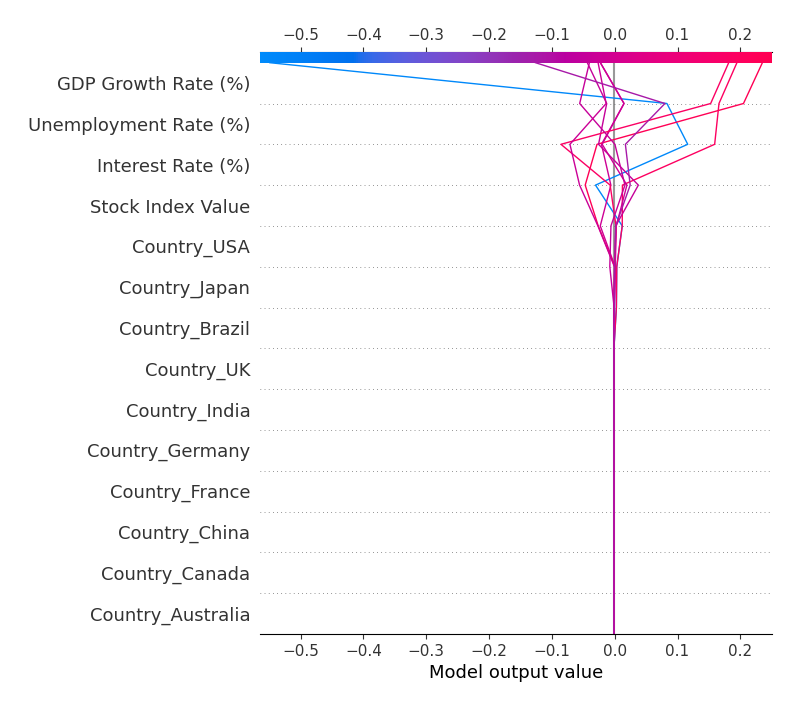 −0.5 −0.4 −0.3 −0.2 −0.1 0.0 0.1 0.2
GDP Growth Rate (%)
Unemployment Rate (%)
Interest Rate (%)
Stock Index Value
Country_USA
Country_Japan
Country_Brazil
Country_UK
Country_India
Country_Germany
Country_France
Country_China
Country_Canada
Country_Australia
−0.5 −0.4 −0.3 −0.2 −0.1 0.0 0.1 0.2
Model output value